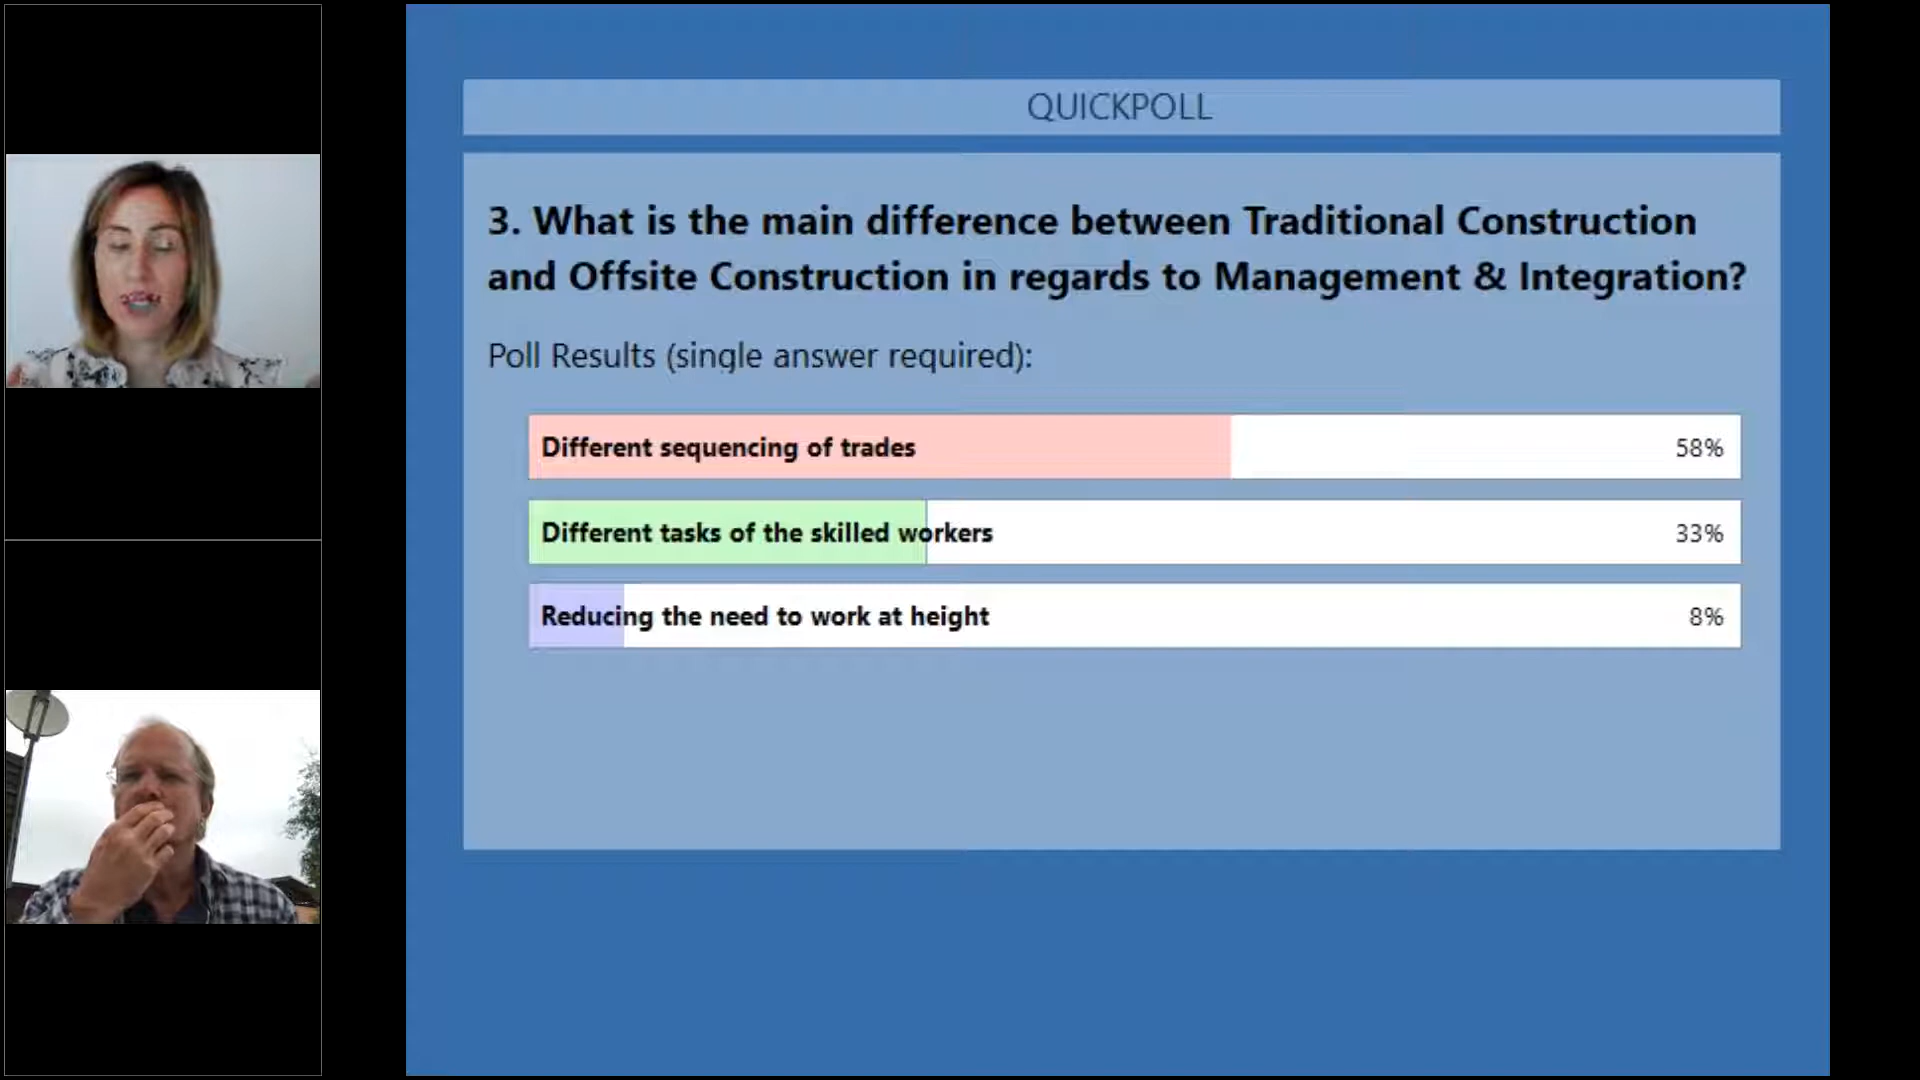 QUICKPOLL
3. What is the main difference between Traditional Construction
and Offsite Construction in regards to Management & Integration?
Poll Results (single answer required):
Different sequencing of trades 58%
Different tasks of the skilled workers 33%
Reducing the need to work at height 8%